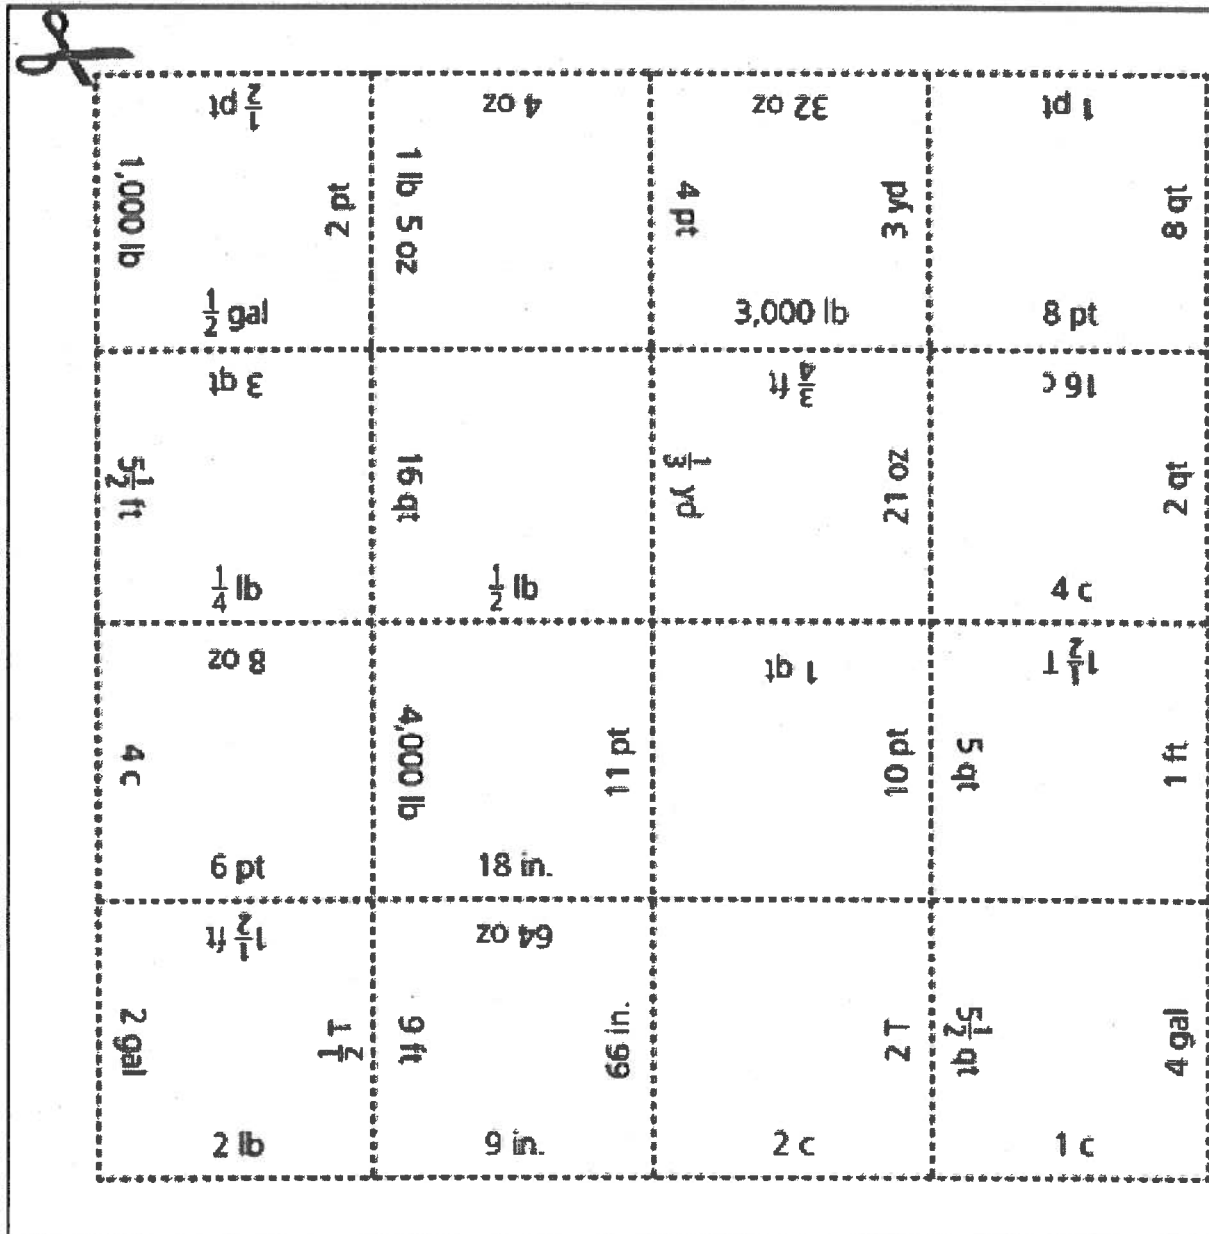 1/2 pt
1,000 lb
2 pt
1/2 gal
4 oz
1 lb 5 oz
32 oz
4 pt
3 yd
3,000 lb
1 pt
8 qt
8 pt
3 qt
5 1/2 ft
1/4 lb
16 qt
1/2 lb
3/4 ft
1/3 yd
21 oz
16 c
2 qt
4 c
8 oz
4 c
6 pt
4,000 lb
11 pt
18 in.
1 qt
10 pt
1 1/2 T
5 qt
1 ft
1 1/2 ft
2 gal
1/2 T
2 lb
64 oz
9 ft
66 in.
9 in.
2 T
2 c
5 1/2 qt
4 gal
1 c